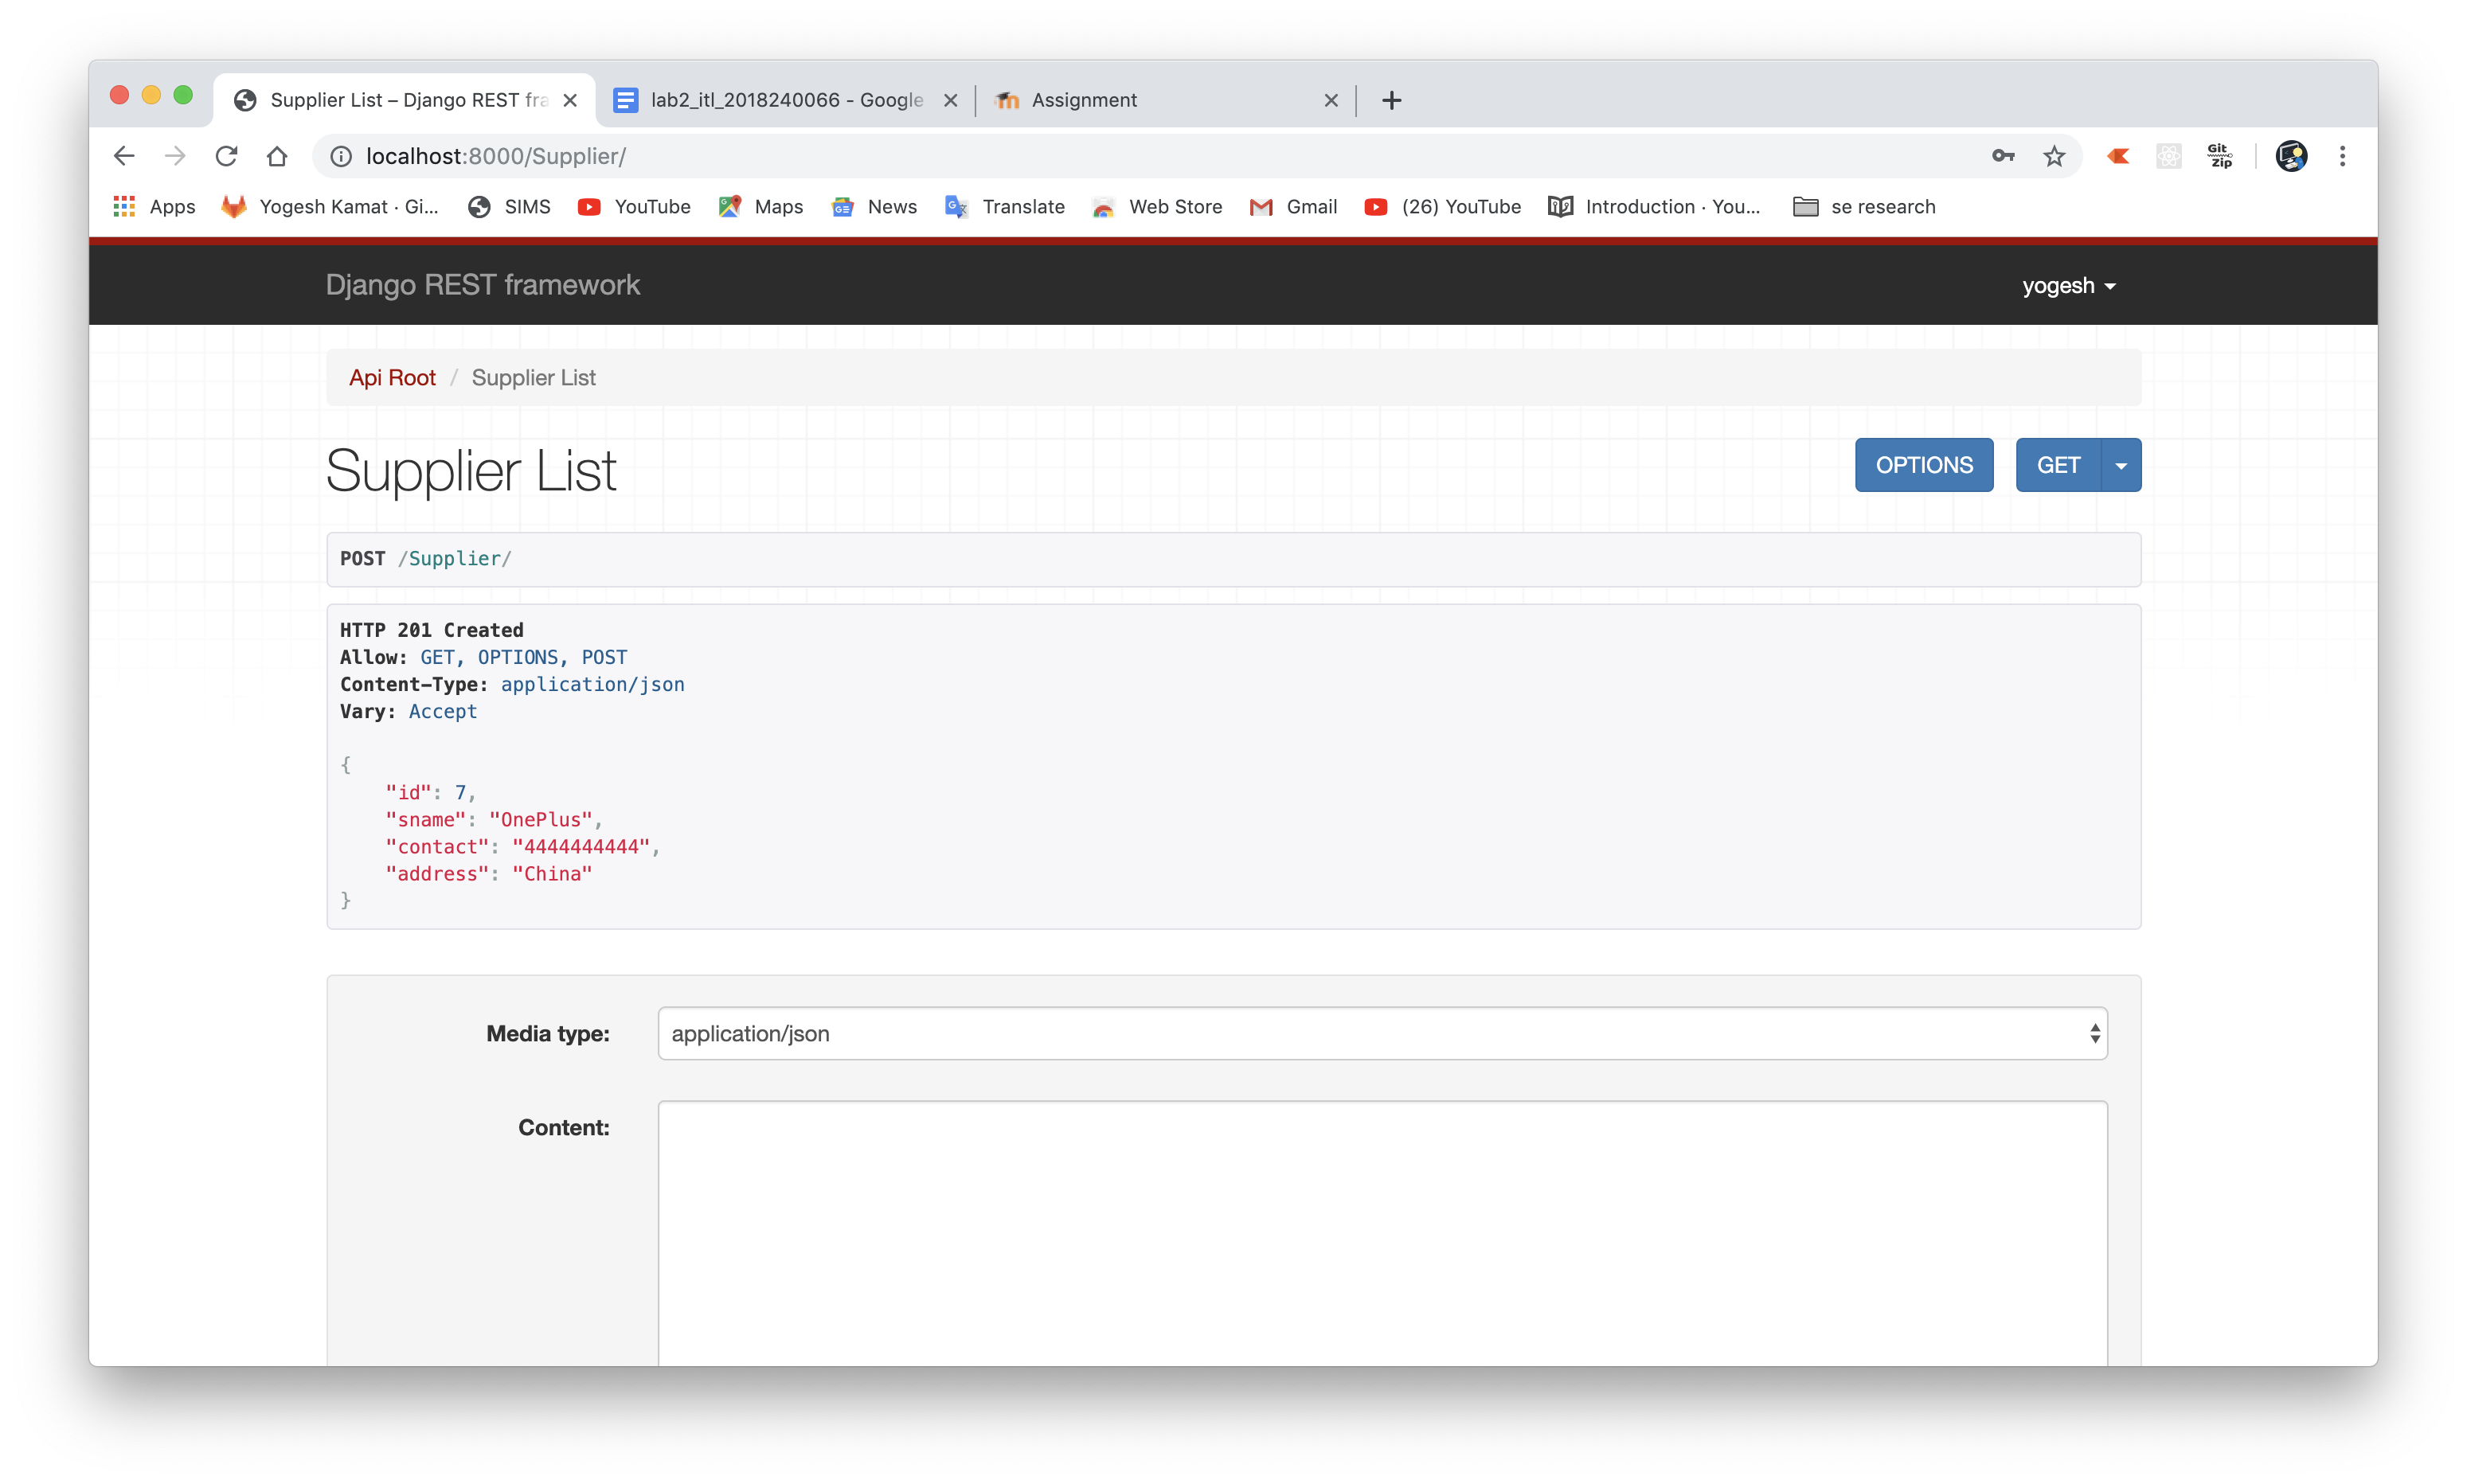 Supplier List – Django REST fra
lab2_itl_2018240066 - Google
Assignment
localhost:8000/Supplier/
Git Zip
Apps
Yogesh Kamat · Gi...
SIMS
YouTube
Maps
News
Translate
Web Store
Gmail
(26) YouTube
Introduction · You...
se research
Django REST framework
yogesh
Api Root / Supplier List
Supplier List
OPTIONS
GET
POST /Supplier/
HTTP 201 Created
Allow: GET, OPTIONS, POST
Content-Type: application/json
Vary: Accept
{
"id": 7,
"sname": "OnePlus",
"contact": "4444444444",
"address": "China"
}
Media type:
application/json
Content: